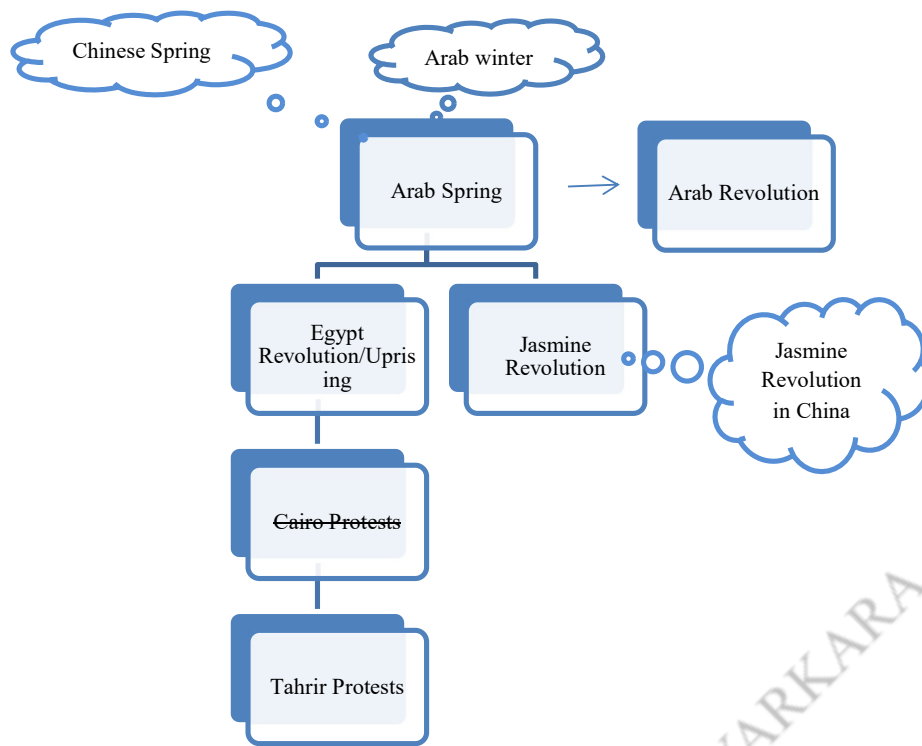 Chinese Spring
Arab winter
Arab Spring
Arab Revolution
Egypt
Revolution/Upris
ing
Jasmine
Revolution
Jasmine
Revolution
in China
Cairo Protests
Tahrir Protests
YARKARA